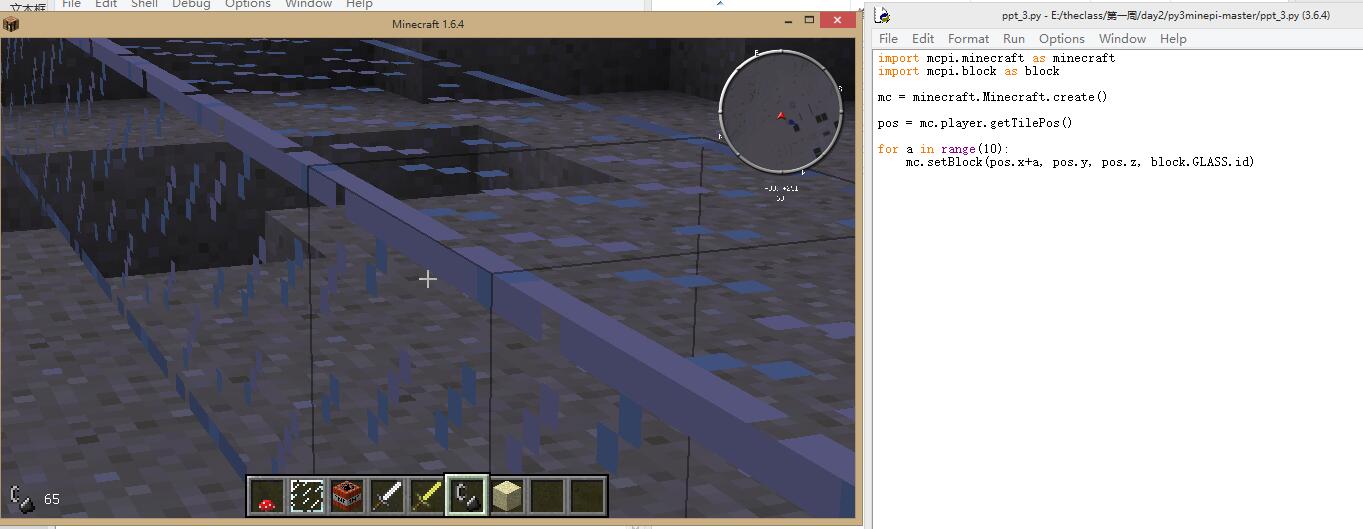 文本框
File Edit Shell Debug Options Window Help
Minecraft 1.6.4
65
ppt_3.py - E:/theclass/第一周/day2/py3minepi-master/ppt_3.py (3.6.4)
File Edit Format Run Options Window Help
import mcpi.minecraft as minecraft
import mcpi.block as block
mc = minecraft.Minecraft.create()
pos = mc.player.getTilePos()
for a in range(10):
    mc.setBlock(pos.x+a, pos.y, pos.z, block.GLASS.id)